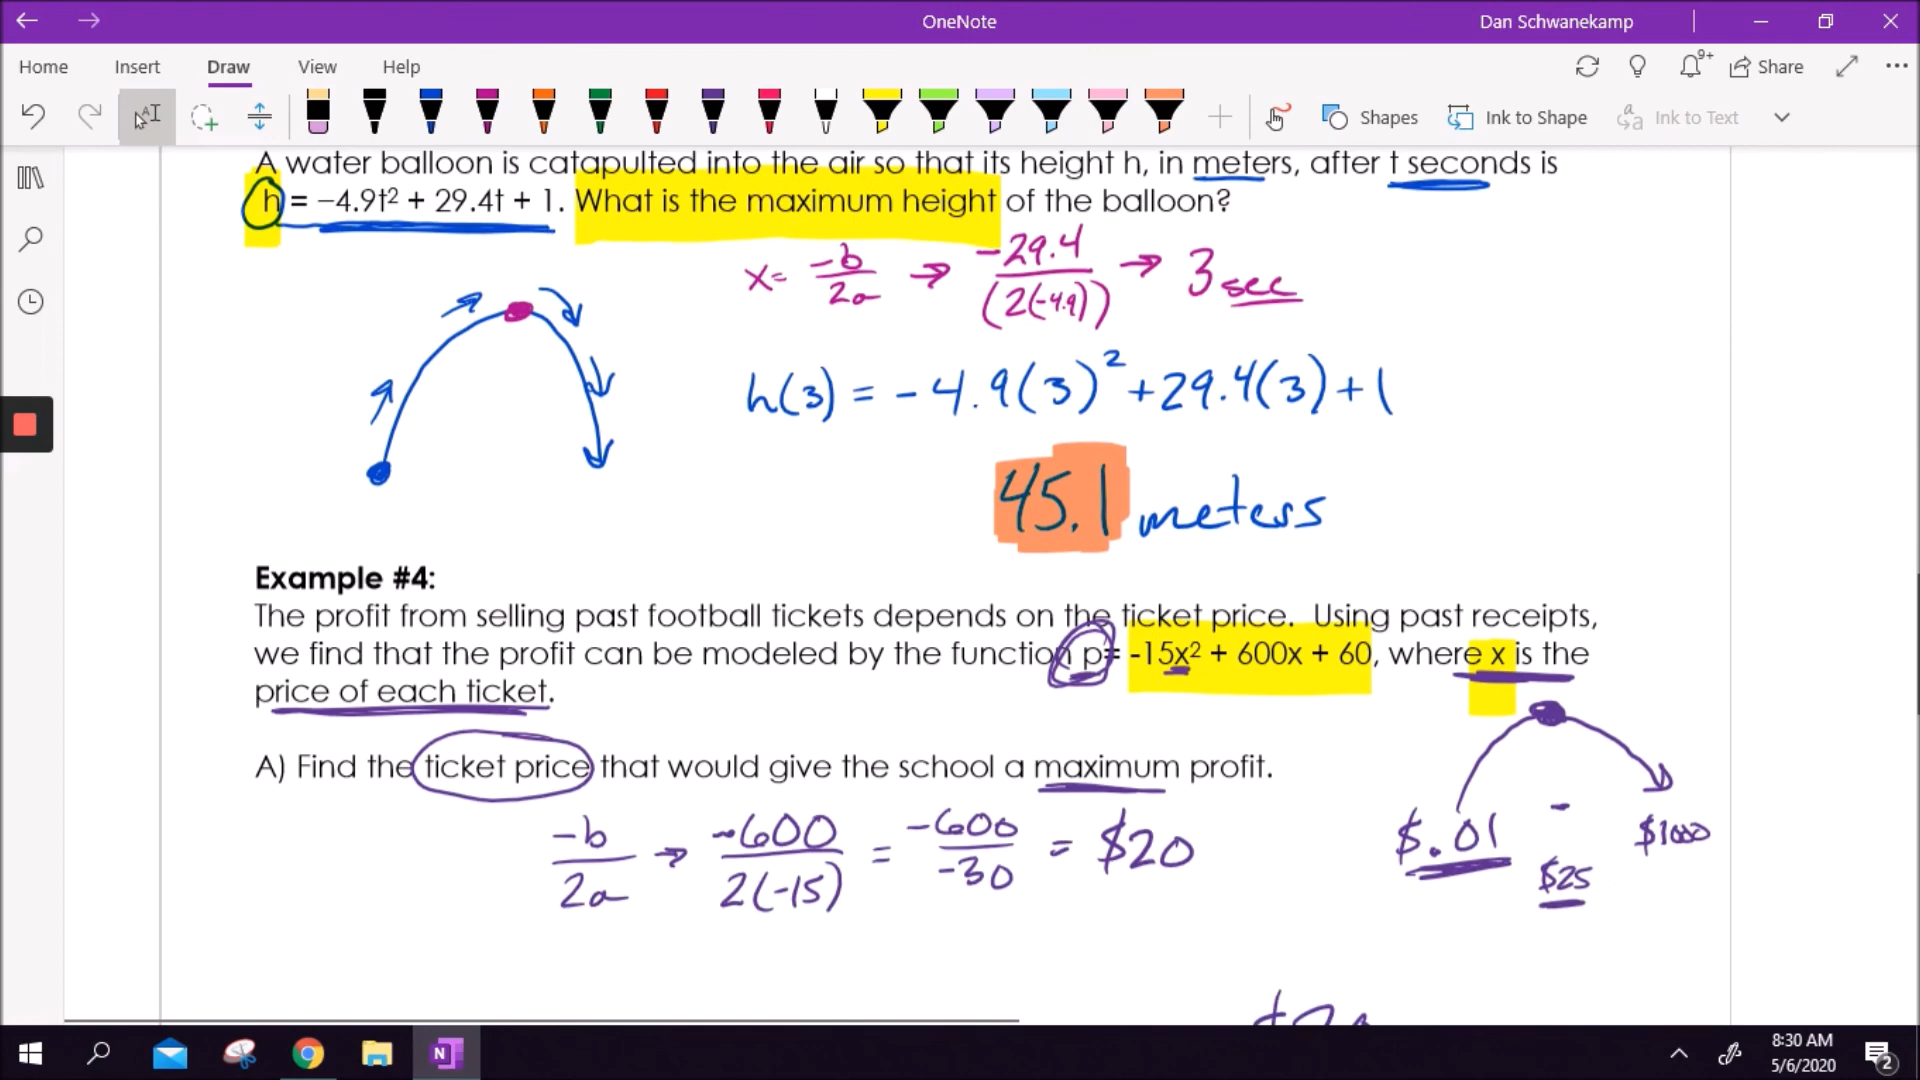 OneNote
Dan Schwanekamp
Home Insert Draw View Help
9+ Share
Shapes Ink to Shape Ink to Text
A water balloon is catapulted into the air so that its height h, in meters, after t seconds is
h = −4.9t² + 29.4t + 1. What is the maximum height of the balloon?
x= -b/2a → -29.4/(2(-4.9)) → 3 sec
h(3) = -4.9(3)² + 29.4(3) + 1
45.1 meters
Example #4:
The profit from selling past football tickets depends on the ticket price. Using past receipts,
we find that the profit can be modeled by the function p= -15x² + 600x + 60, where x is the
price of each ticket.
A) Find the ticket price that would give the school a maximum profit.
-b/2a → -600/2(-15) = -600/-30 = $20
$.01 $25 $1000
8:30 AM
5/6/2020
2